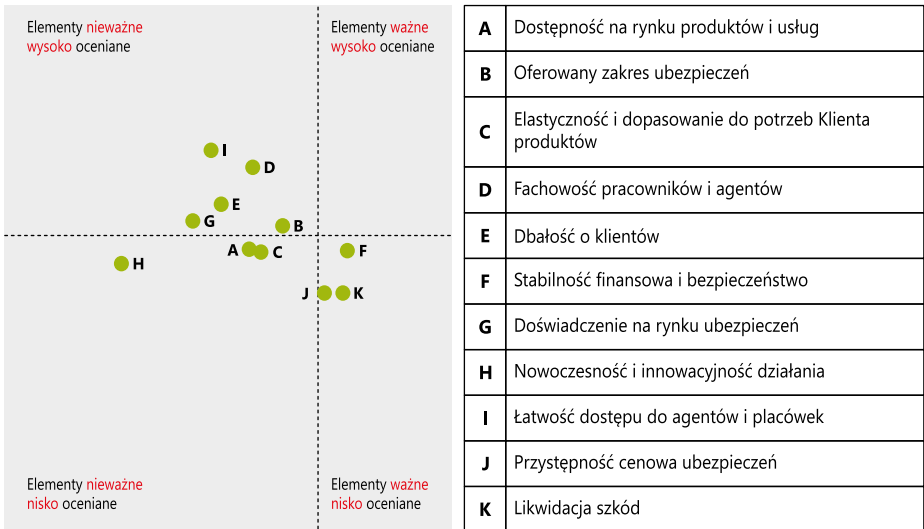 Elementy nieważne
wysoko oceniane
Elementy ważne
wysoko oceniane
I
D
E
G
B
A
C
F
H
J
K
Elementy nieważne
nisko oceniane
Elementy ważne
nisko oceniane
A Dostępność na rynku produktów i usług
B Oferowany zakres ubezpieczeń
C Elastyczność i dopasowanie do potrzeb Klienta
produktów
D Fachowość pracowników i agentów
E Dbałość o klientów
F Stabilność finansowa i bezpieczeństwo
G Doświadczenie na rynku ubezpieczeń
H Nowoczesność i innowacyjność działania
I Łatwość dostępu do agentów i placówek
J Przystępność cenowa ubezpieczeń
K Likwidacja szkód